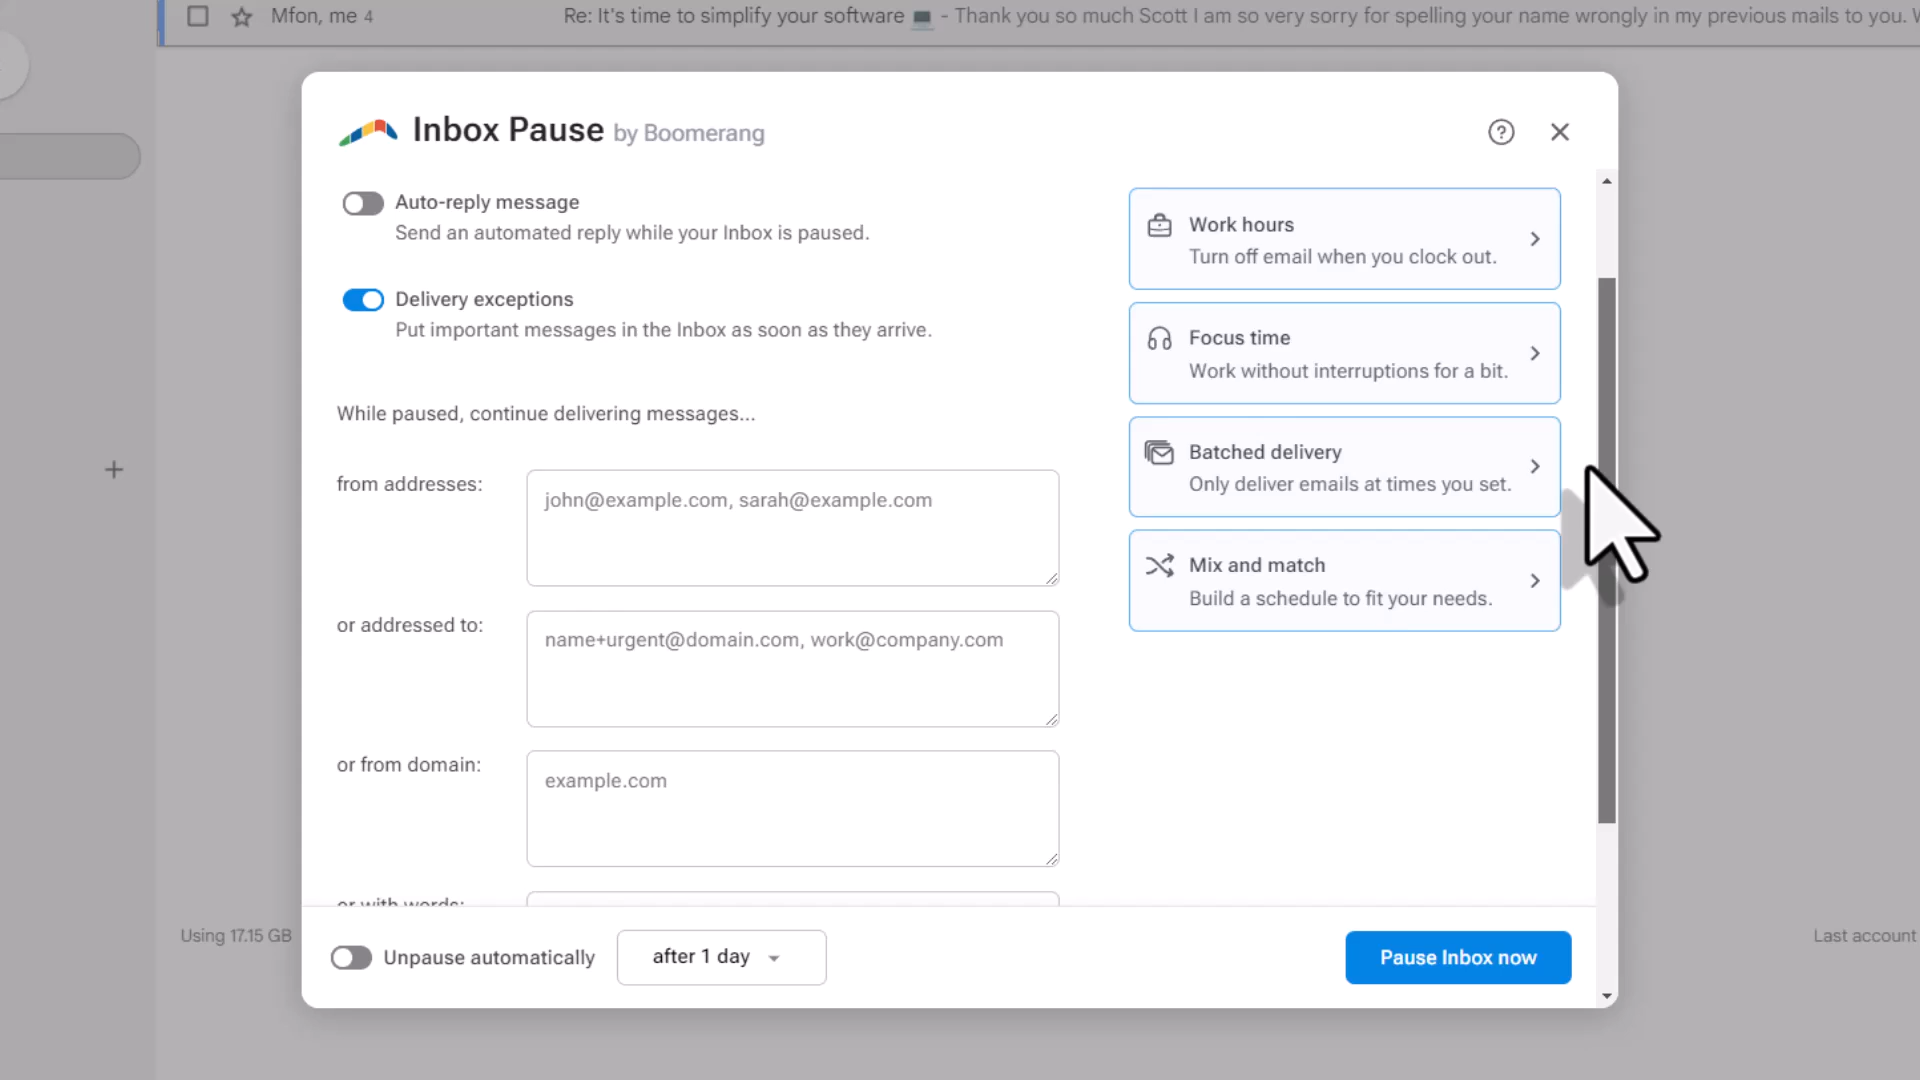 Mfon, me 4
Re: It's time to simplify your software 💻 - Thank you so much Scott I am so very sorry for spelling your name wrongly in my previous mails to you.
Inbox Pause by Boomerang
Auto-reply message
Send an automated reply while your Inbox is paused.
Delivery exceptions
Put important messages in the Inbox as soon as they arrive.
While paused, continue delivering messages...
from addresses:
john@example.com, sarah@example.com
or addressed to:
name+urgent@domain.com, work@company.com
or from domain:
example.com
or with words:
Work hours
Turn off email when you clock out.
Focus time
Work without interruptions for a bit.
Batched delivery
Only deliver emails at times you set.
Mix and match
Build a schedule to fit your needs.
Using 17.15 GB
Last account
Unpause automatically
after 1 day
Pause Inbox now